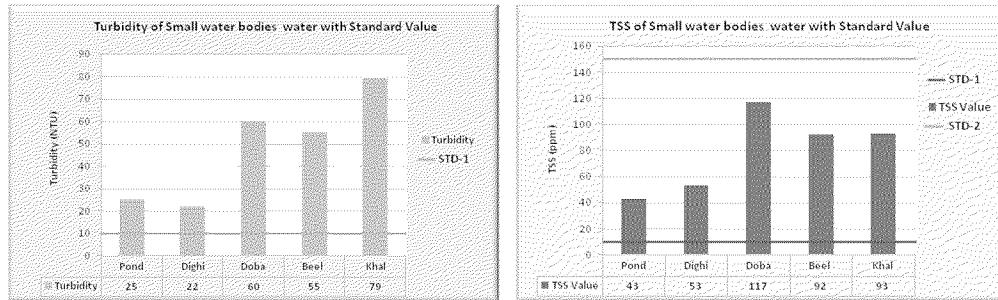 Turbidity of Small water bodies water with Standard Value
90
80
70
60
50
40
30
20
10
0
Turbidity (NTU)
Turbidity
STD-1
Pond Dighi Doba Beel Khal
Turbidity 25 22 60 55 79
TSS of Small water bodies water with Standard Value
160
140
120
100
80
60
40
20
0
TSS (ppm)
STD-1
TSS Value
STD-2
Pond Dighi Doba Beel Khal
TSS Value 43 53 117 92 93